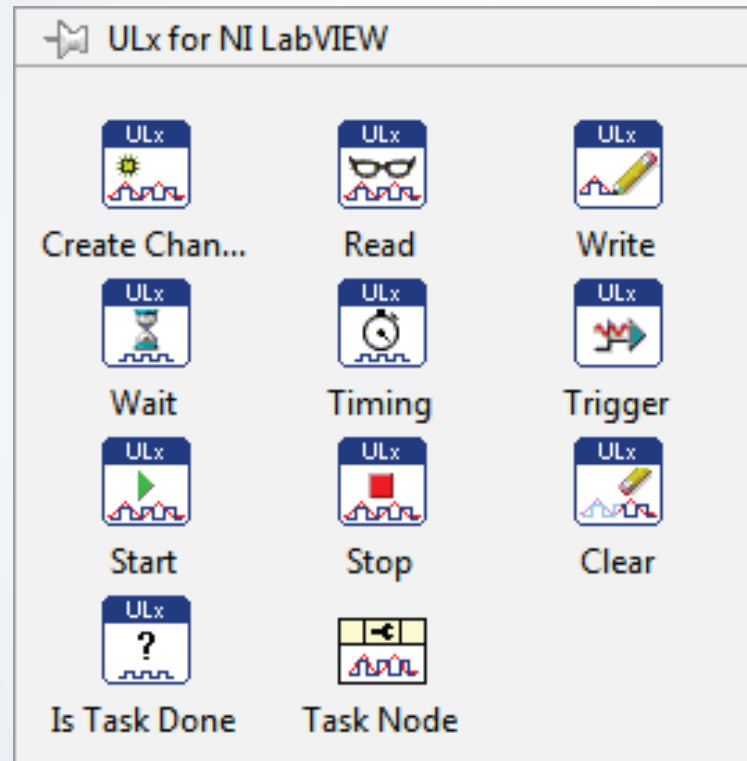 ULx for NI LabVIEW
ULx ULx ULx
Create Chan... Read Write
ULx ULx ULx
Wait Timing Trigger
ULx ULx ULx
Start Stop Clear
ULx
?
Is Task Done Task Node